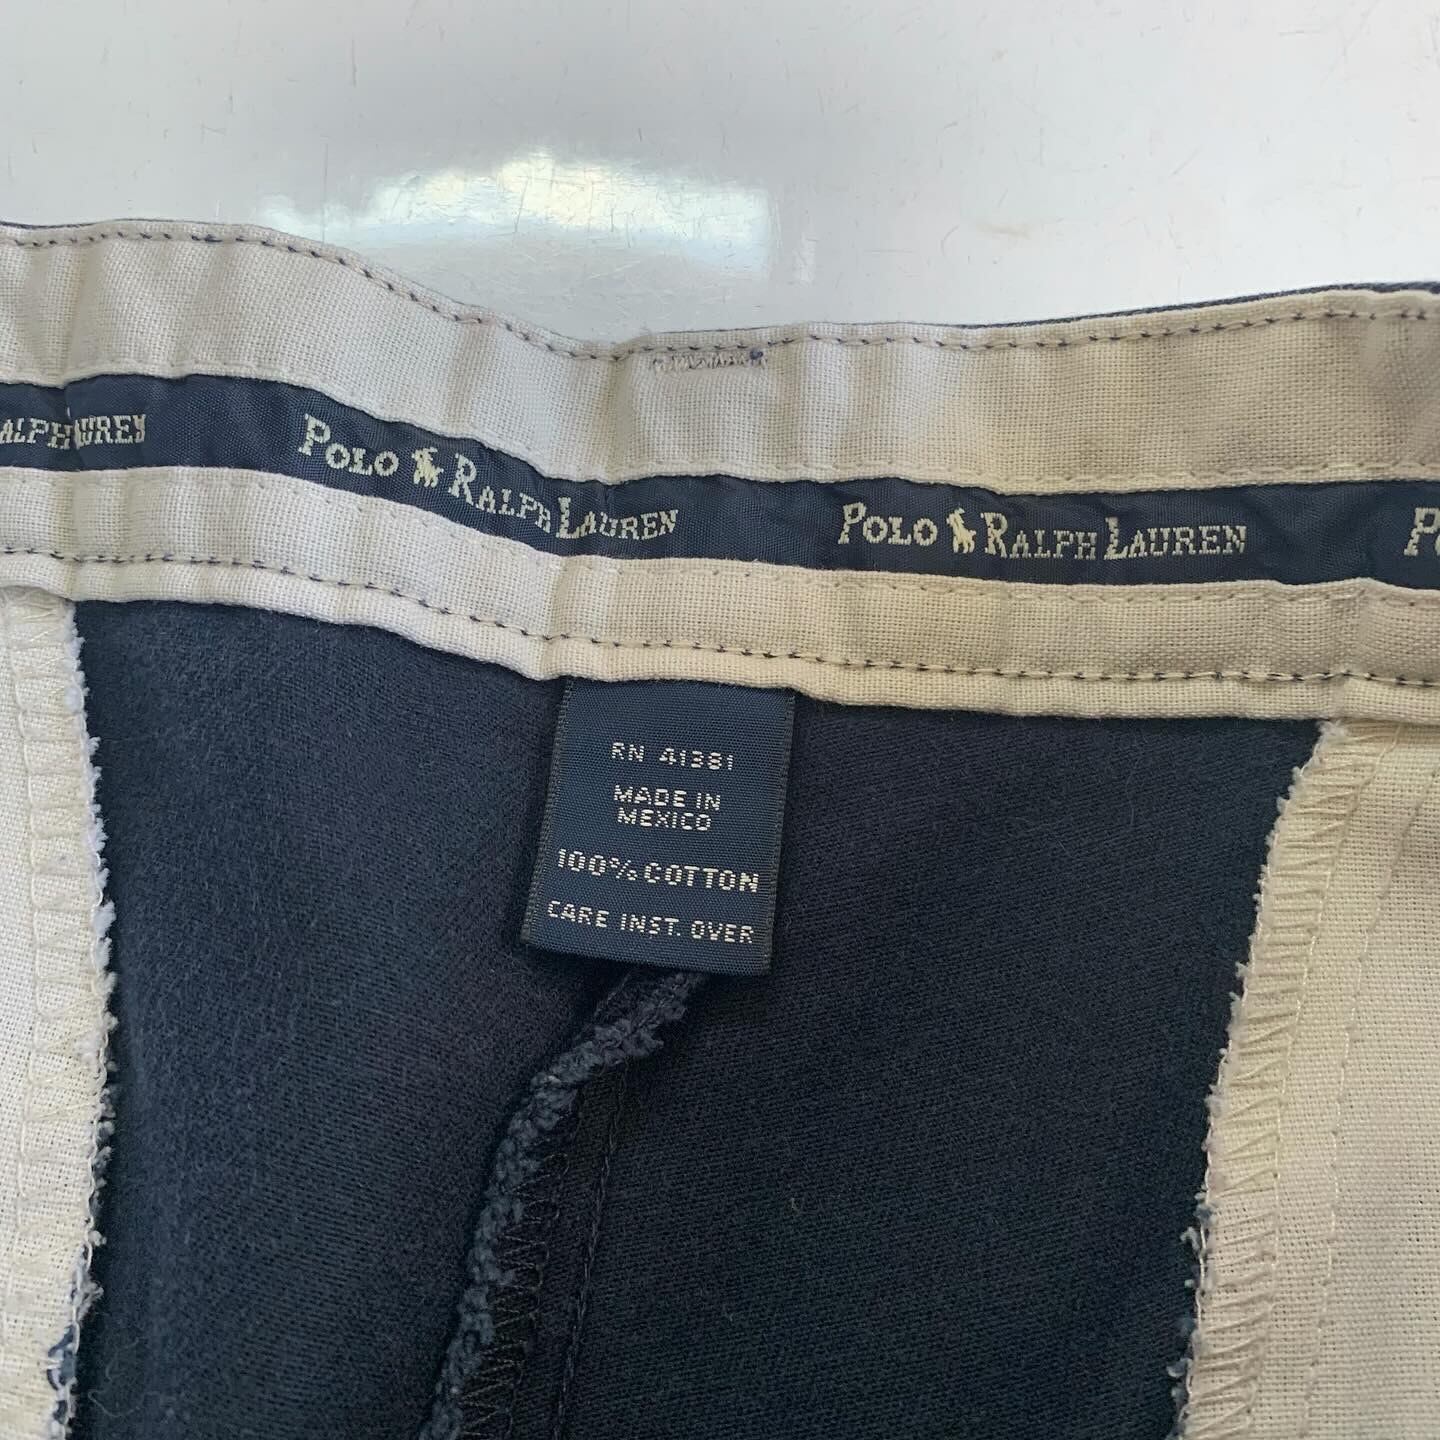 RALPH LAUREN
POLO RALPH LAUREN
POLO RALPH LAUREN
RN 41381
MADE IN
MEXICO
100% COTTON
CARE INST. OVER